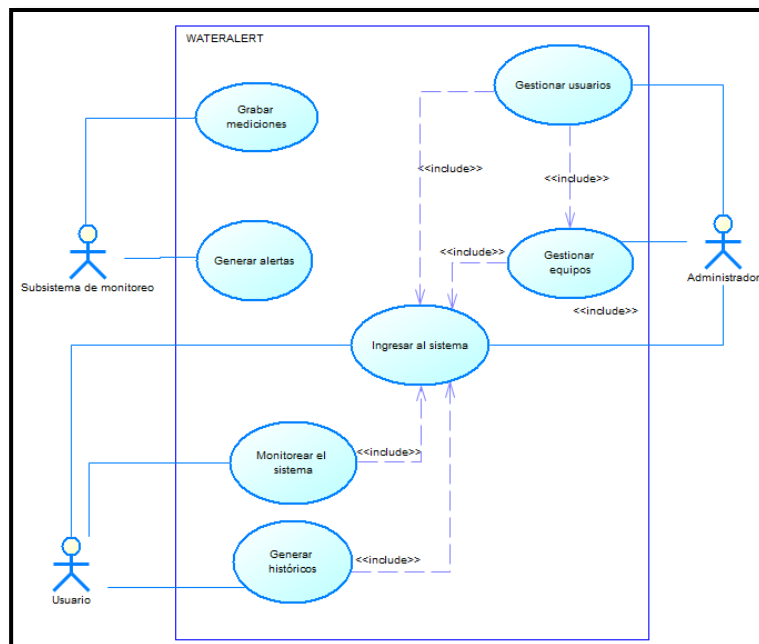 WATERALERT
Gestionar usuarios
Grabar
mediciones
<<include>>
<<include>>
Generar alertas
<<include>>
Gestionar
equipos
Subsistema de monitoreo
Administrador
<<include>>
Ingresar al sistema
Monitorear el
sistema
<<include>>
Generar
históricos
<<include>>
Usuario